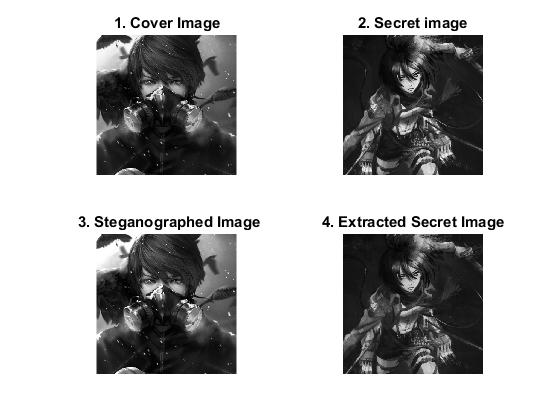 1. Cover Image
2. Secret image
3. Steganographed Image
4. Extracted Secret Image